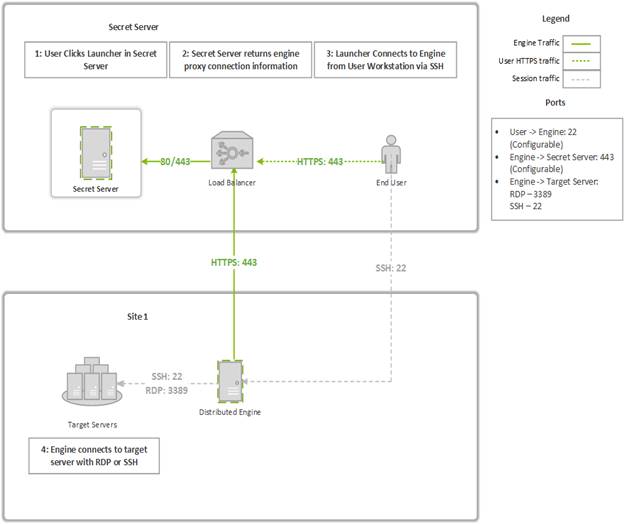 Secret Server
1: User Clicks Launcher in Secret
Server
2: Secret Server returns engine
proxy connection information
3: Launcher Connects to Engine
from User Workstation via SSH
80/443
HTTPS: 443
Secret Server
Load Balancer
End User
HTTPS: 443
SSH: 22
Site 1
SSH: 22
RDP: 3389
Target Servers
Distributed Engine
4: Engine connects to target
server with RDP or SSH
Legend
Engine Traffic
User HTTPS traffic
Session traffic
Ports
• User -> Engine: 22
(Configurable)
• Engine -> Secret Server: 443
(Configurable)
• Engine -> Target Server:
RDP – 3389
SSH – 22